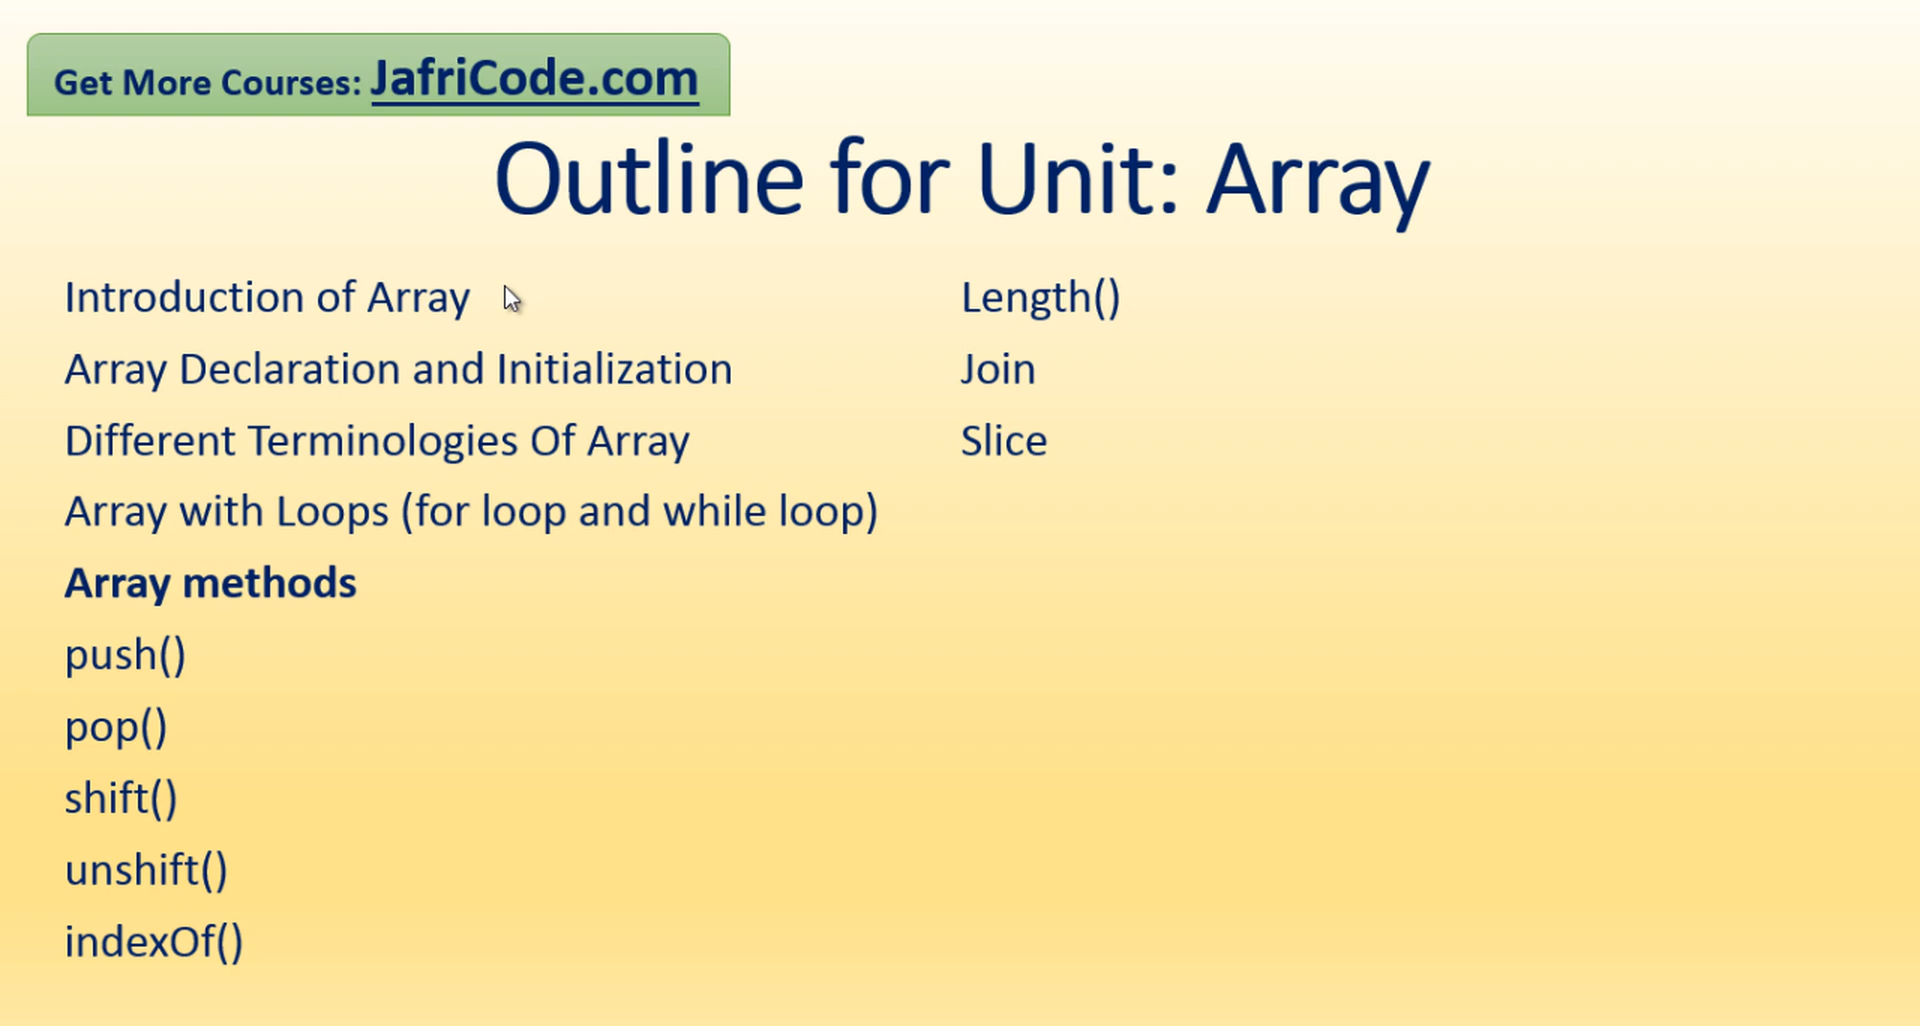 Get More Courses: JafriCode.com
Outline for Unit: Array
Introduction of Array
Array Declaration and Initialization
Different Terminologies Of Array
Array with Loops (for loop and while loop)
Array methods
push()
pop()
shift()
unshift()
indexOf()
Length()
Join
Slice